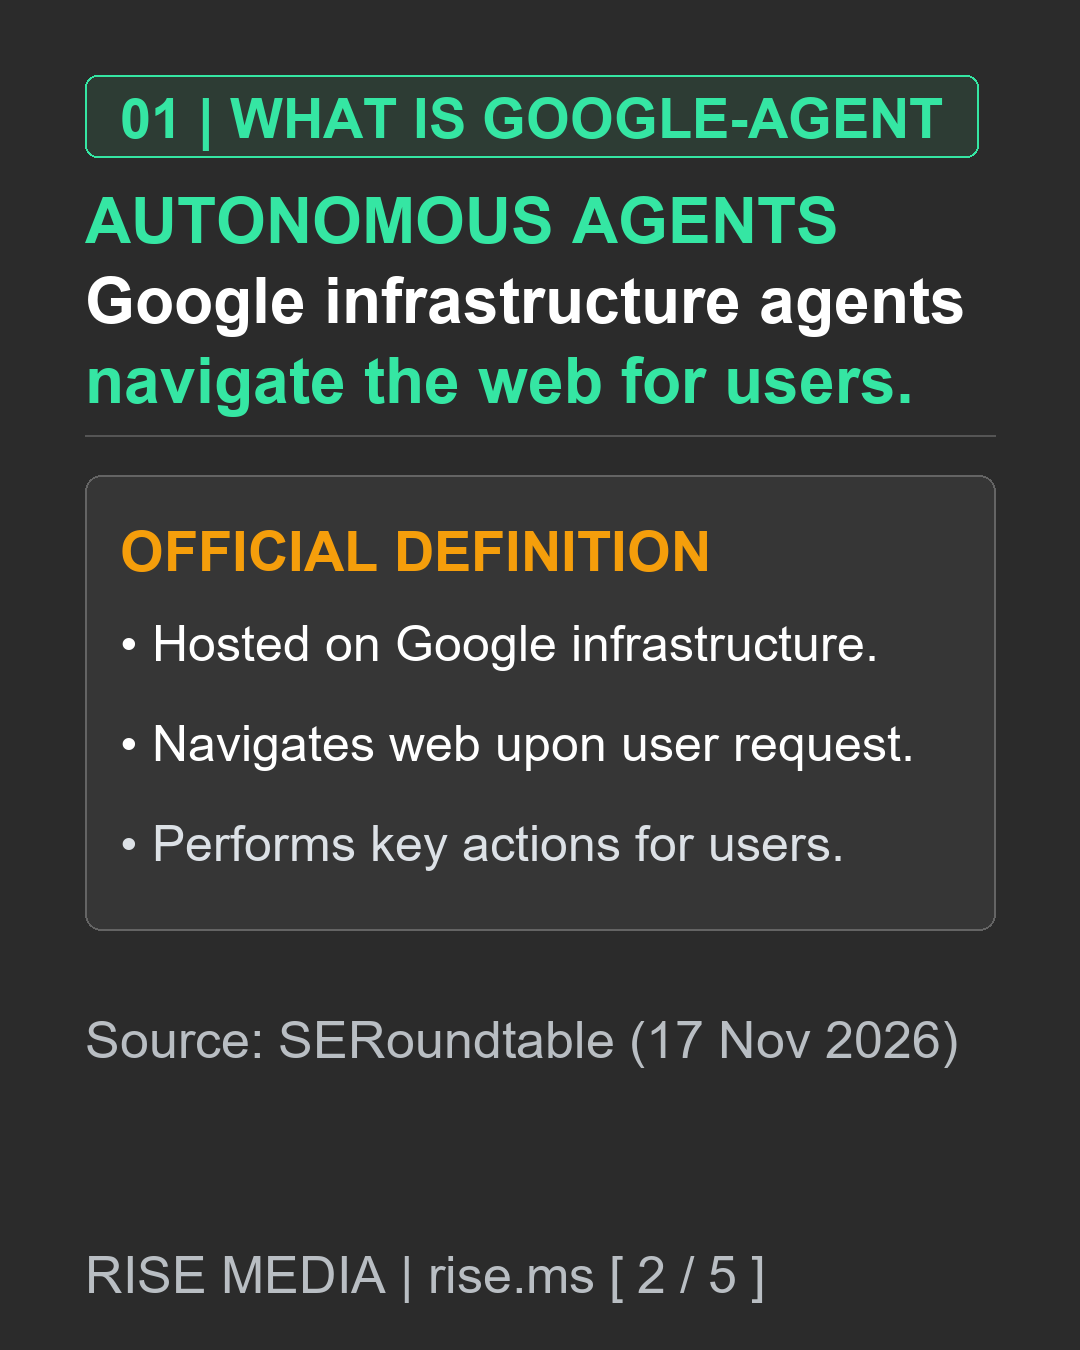 01 | WHAT IS GOOGLE-AGENT
AUTONOMOUS AGENTS
Google infrastructure agents
navigate the web for users.
OFFICIAL DEFINITION
• Hosted on Google infrastructure.
• Navigates web upon user request.
• Performs key actions for users.
Source: SERoundtable (17 Nov 2026)
RISE MEDIA | rise.ms [ 2 / 5 ]